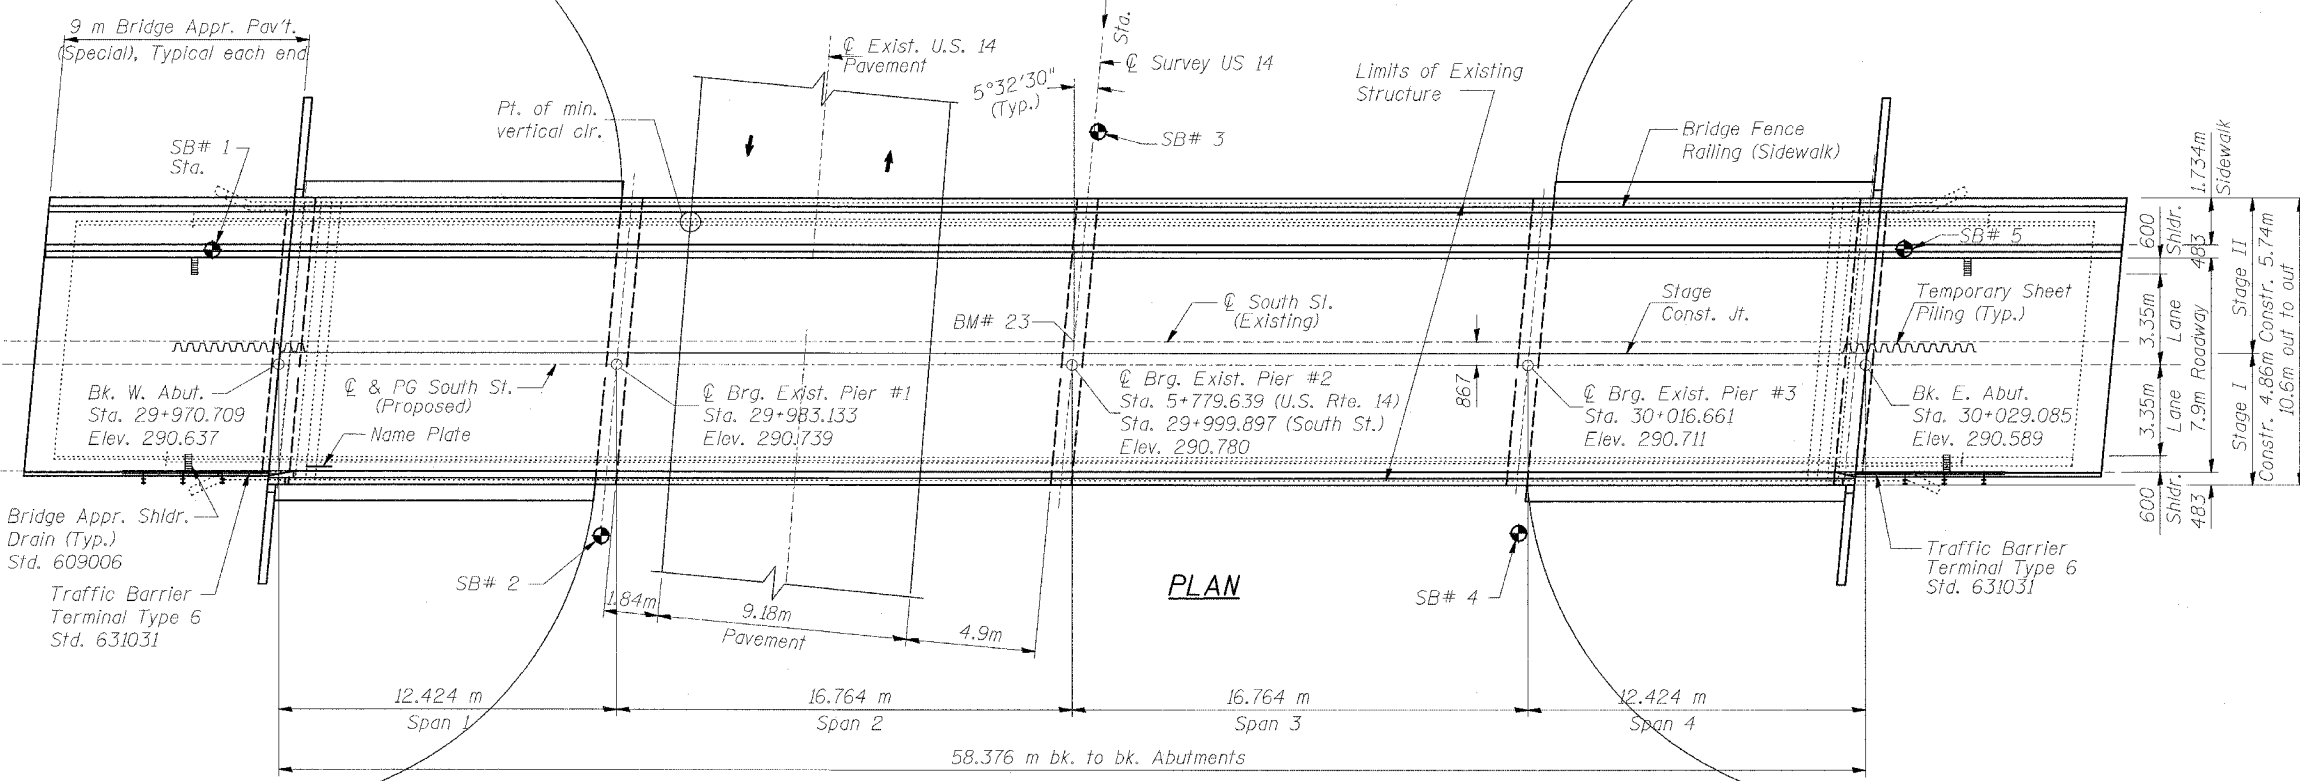 9 m Bridge Appr. Pav't.
(Special), Typical each end
SB# 1
Sta.
Pt. of min.
vertical clr.
℄ Exist. U.S. 14
Pavement
5°32'30"
(Typ.)
Sta.
℄ Survey US 14
SB# 3
Limits of Existing
Structure
Bridge Fence
Railing (Sidewalk)
1.734m
Sidewalk
600
Shldr.
483
SB# 5
Stage II
Constr. 5.74m
10.6m out to out
BM# 23
℄ South St.
(Existing)
Stage
Const. Jt.
Temporary Sheet
Piling (Typ.)
3.35m
Lane
7.9m Roadway
Bk. W. Abut.
Sta. 29+970.709
Elev. 290.637
℄ & PG South St.
(Proposed)
Name Plate
℄ Brg. Exist. Pier #1
Sta. 29+983.133
Elev. 290.739
℄ Brg. Exist. Pier #2
Sta. 5+779.639 (U.S. Rte. 14)
Sta. 29+999.897 (South St.)
Elev. 290.780
867
℄ Brg. Exist. Pier #3
Sta. 30+016.661
Elev. 290.711
Bk. E. Abut.
Sta. 30+029.085
Elev. 290.589
3.35m
Lane
Stage I
Constr. 4.86m
600
Shldr.
483
Bridge Appr. Shldr.
Drain (Typ.)
Std. 609006
Traffic Barrier
Terminal Type 6
Std. 631031
SB# 2
1.84m
9.18m
Pavement
4.9m
PLAN
SB# 4
Traffic Barrier
Terminal Type 6
Std. 631031
12.424 m
Span 1
16.764 m
Span 2
16.764 m
Span 3
12.424 m
Span 4
58.376 m bk. to bk. Abutments